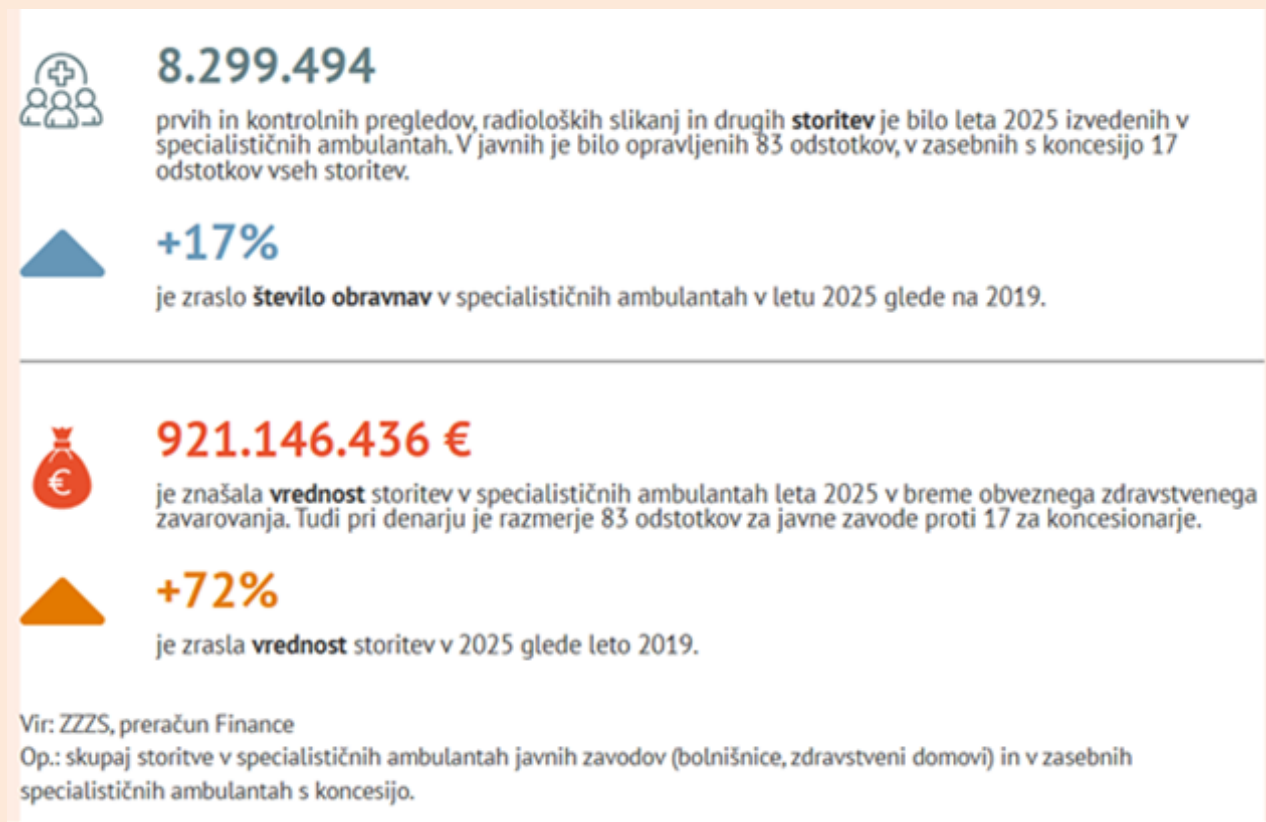 8.299.494
prvih in kontrolnih pregledov, radioloških slikanj in drugih storitev je bilo leta 2025 izvedenih v
specialističnih ambulantah. V javnih je bilo opravljenih 83 odstotkov, v zasebnih s koncesijo 17
odstotkov vseh storitev.
+17%
je zraslo število obravnav v specialističnih ambulantah v letu 2025 glede na 2019.
€
921.146.436 €
je znašala vrednost storitev v specialističnih ambulantah leta 2025 v breme obveznega zdravstvenega
zavarovanja. Tudi pri denarju je razmerje 83 odstotkov za javne zavode proti 17 za koncesionarje.
+72%
je zrasla vrednost storitev v 2025 glede leto 2019.
Vir: ZZZS, preračun Finance
Op.: skupaj storitve v specialističnih ambulantah javnih zavodov (bolnišnice, zdravstveni domovi) in v zasebnih
specialističnih ambulantah s koncesijo.